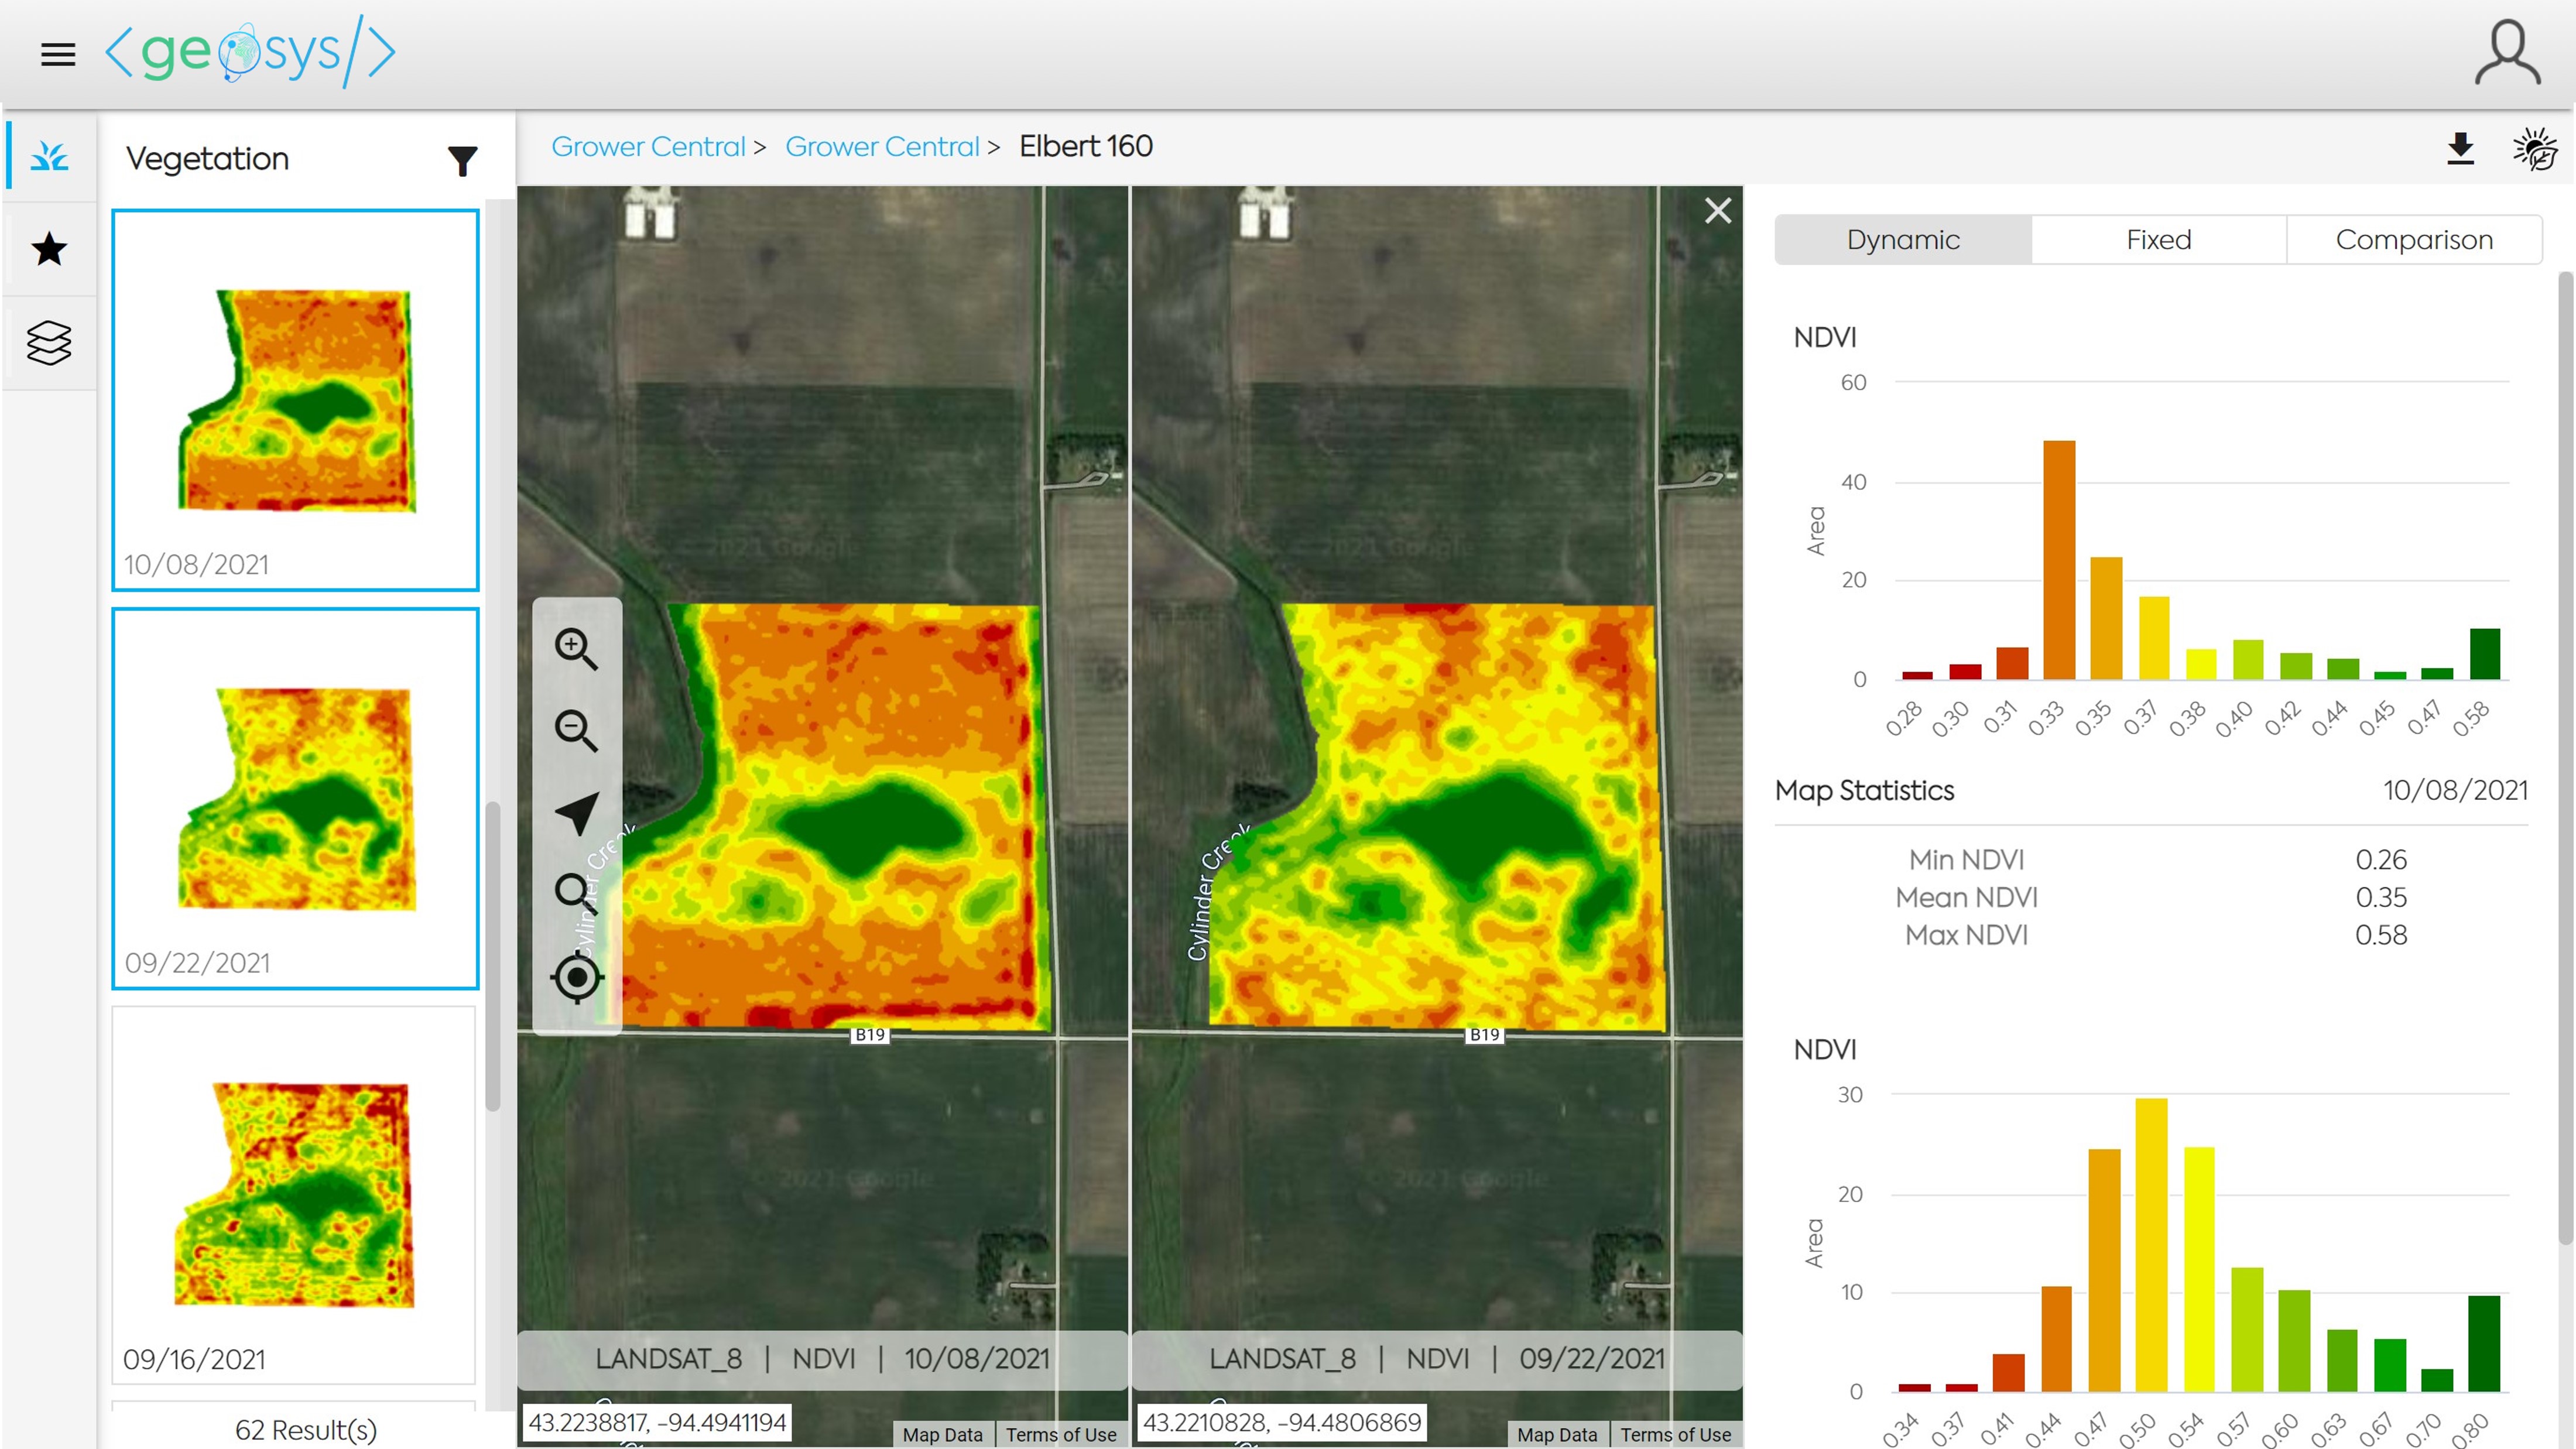 <geosys/>
Vegetation
Grower Central > Grower Central > Elbert 160
10/08/2021
09/22/2021
09/16/2021
62 Result(s)
2021 Google
Cylinder Creek
B19
© 2021 Google
LANDSAT_8 | NDVI | 10/08/2021
43.2238817, -94.4941194
Map Data
Terms of Use
2021 Google
Cylinder Creek
B19
2021 Google
LANDSAT_8 | NDVI | 09/22/2021
43.2210828, -94.4806869
Map Data
Terms of Use
Dynamic
Fixed
Comparison
NDVI
60
40
20
0
Area
0.28 0.30 0.31 0.33 0.35 0.37 0.38 0.40 0.42 0.44 0.45 0.47 0.58
Map Statistics 10/08/2021
Min NDVI 0.26
Mean NDVI 0.35
Max NDVI 0.58
NDVI
30
20
10
0
Area
0.34 0.37 0.41 0.44 0.47 0.50 0.54 0.57 0.60 0.63 0.67 0.70 0.80